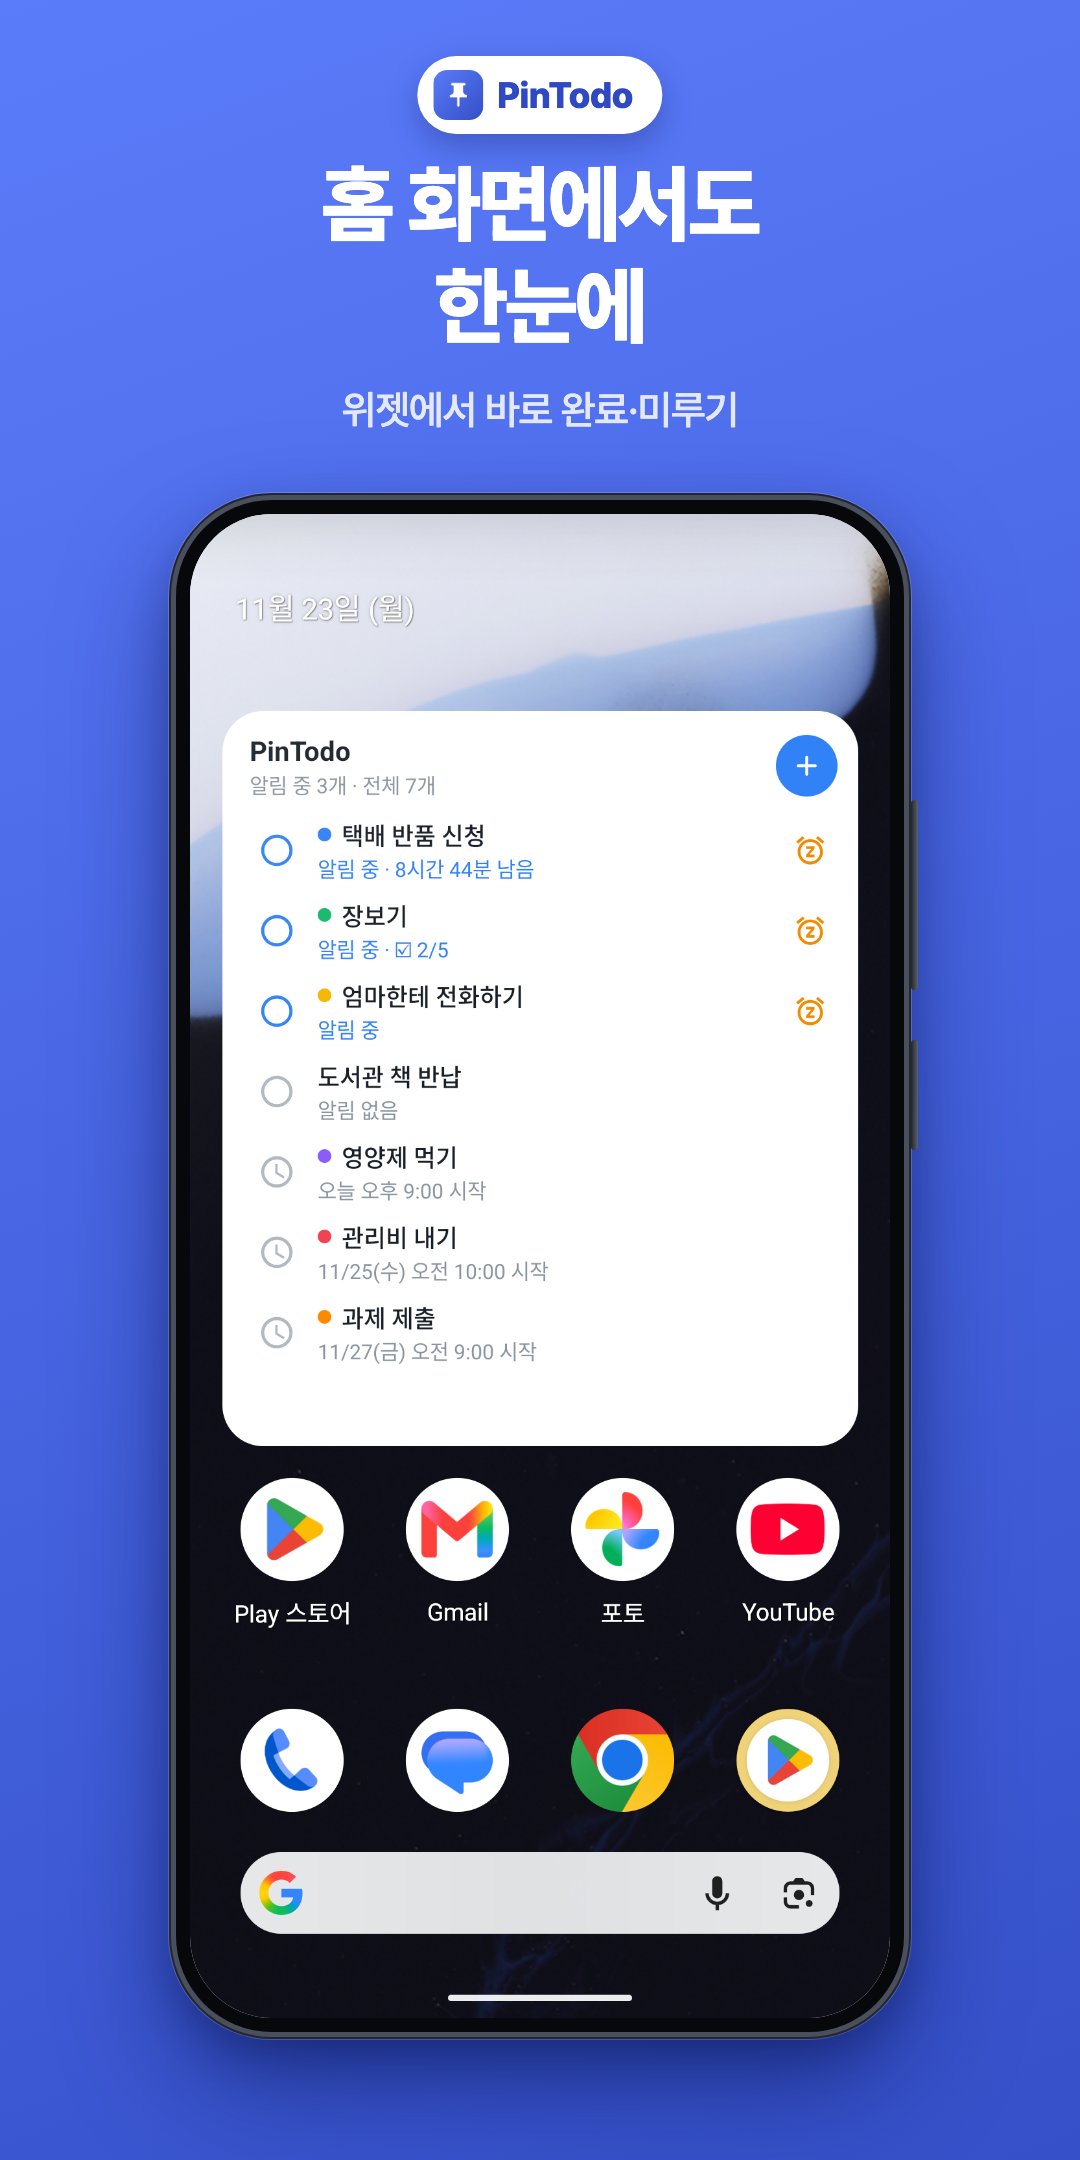 PinTodo
홈 화면에서도
한눈에
위젯에서 바로 완료·미루기
11월 23일 (월)
PinTodo
알림 중 3개 · 전체 7개
택배 반품 신청
알림 중 · 8시간 44분 남음
장보기
알림 중 · ☑ 2/5
엄마한테 전화하기
알림 중
도서관 책 반납
알림 없음
영양제 먹기
오늘 오후 9:00 시작
관리비 내기
11/25(수) 오전 10:00 시작
과제 제출
11/27(금) 오전 9:00 시작
Play 스토어
Gmail
포토
YouTube